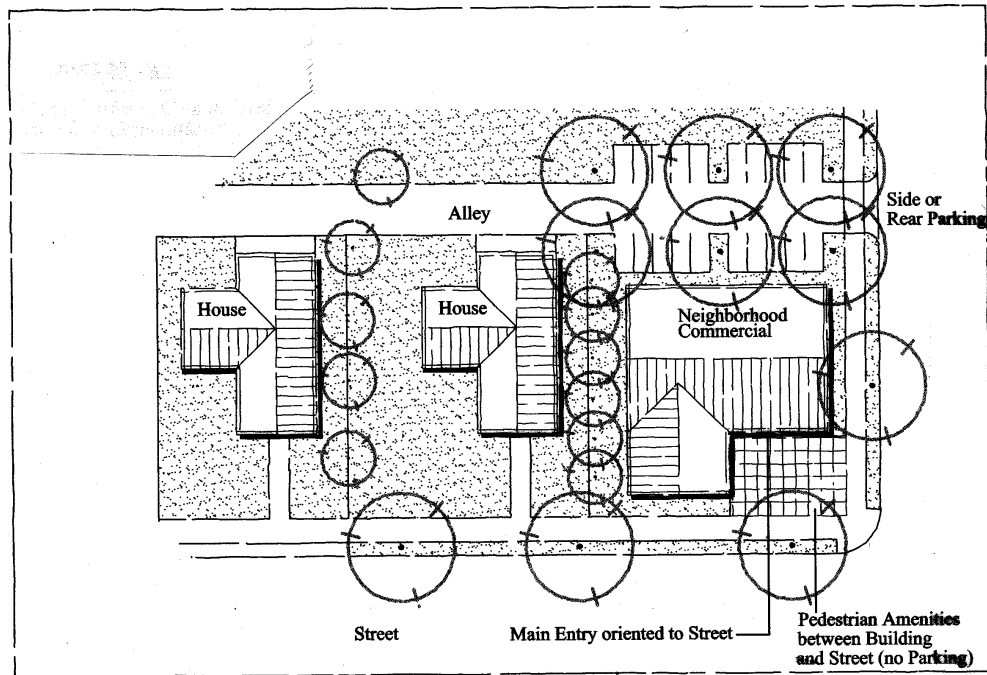 Alley
Side or
Rear Parking
House
House
Neighborhood
Commercial
Street
Main Entry oriented to Street
Pedestrian Amenities
between Building
and Street (no Parking)